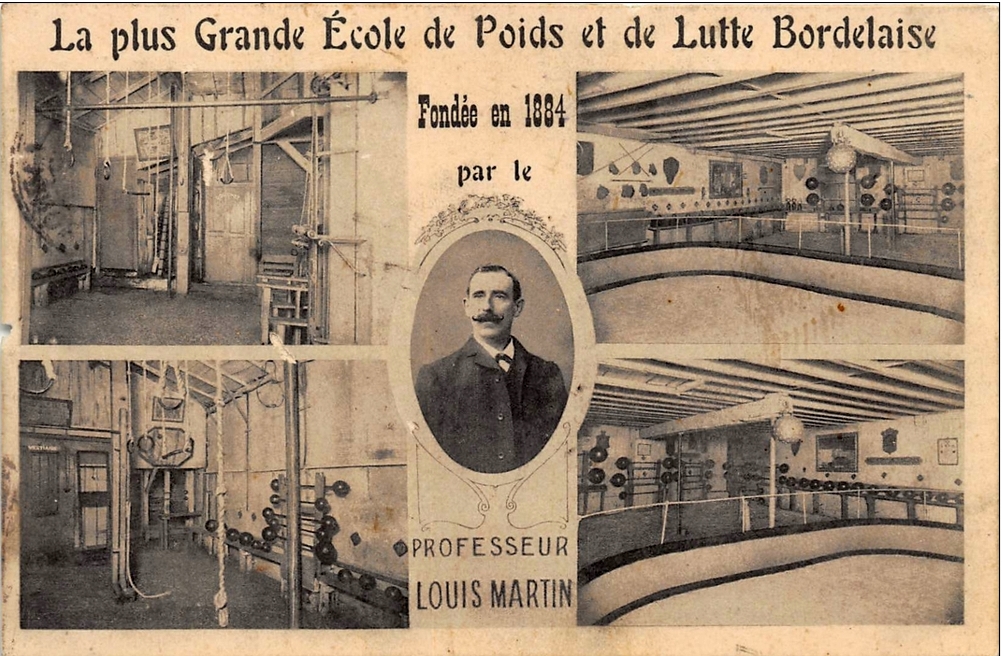 La plus Grande École de Poids et de Lutte Bordelaise
Fondée en 1884
par le
PROFESSEUR
LOUIS MARTIN